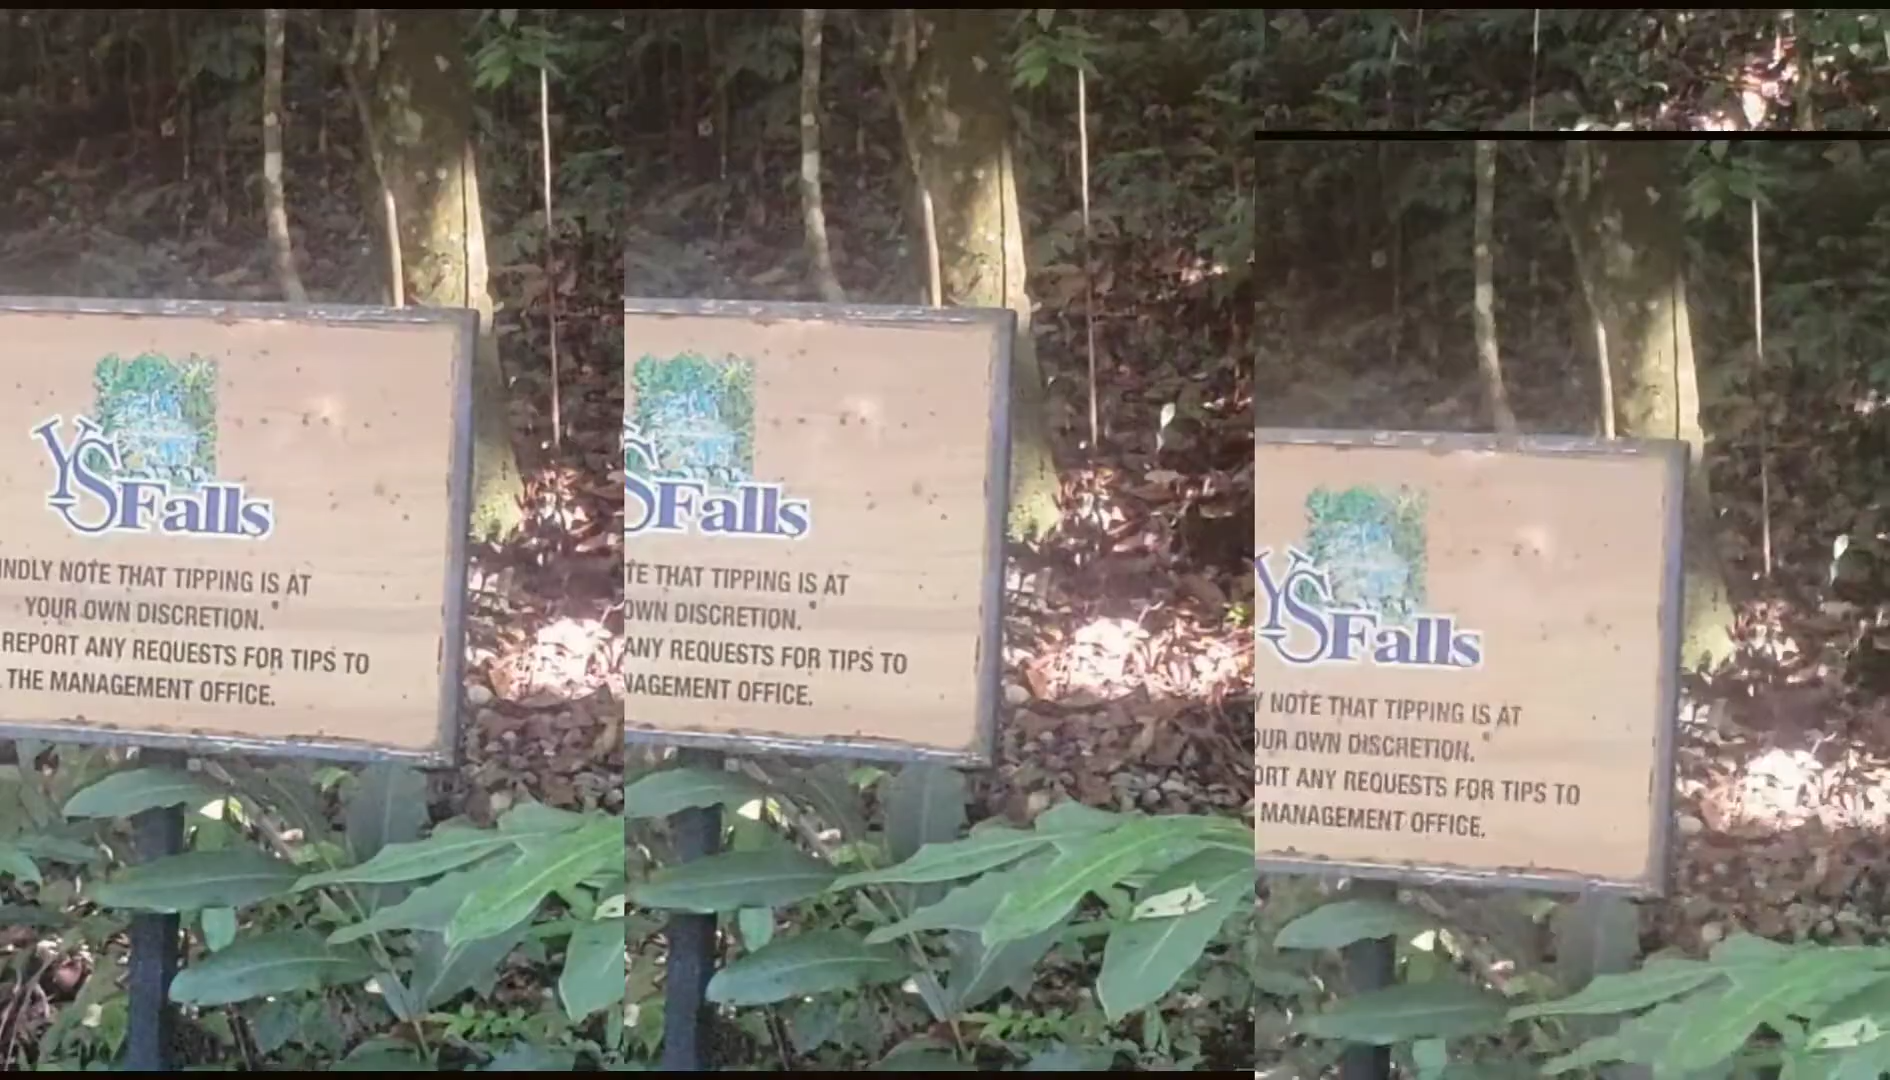 YS Falls
INDLY NOTE THAT TIPPING IS AT
YOUR OWN DISCRETION.
REPORT ANY REQUESTS FOR TIPS TO
THE MANAGEMENT OFFICE.
S Falls
TE THAT TIPPING IS AT
OWN DISCRETION.
ANY REQUESTS FOR TIPS TO
NAGEMENT OFFICE.
YS Falls
Y NOTE THAT TIPPING IS AT
OUR OWN DISCRETION.
ORT ANY REQUESTS FOR TIPS TO
MANAGEMENT OFFICE.